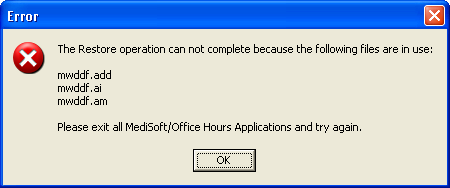 Error
The Restore operation can not complete because the following files are in use:
mwddf.add
mwddf.ai
mwddf.am
Please exit all MediSoft/Office Hours Applications and try again.
OK